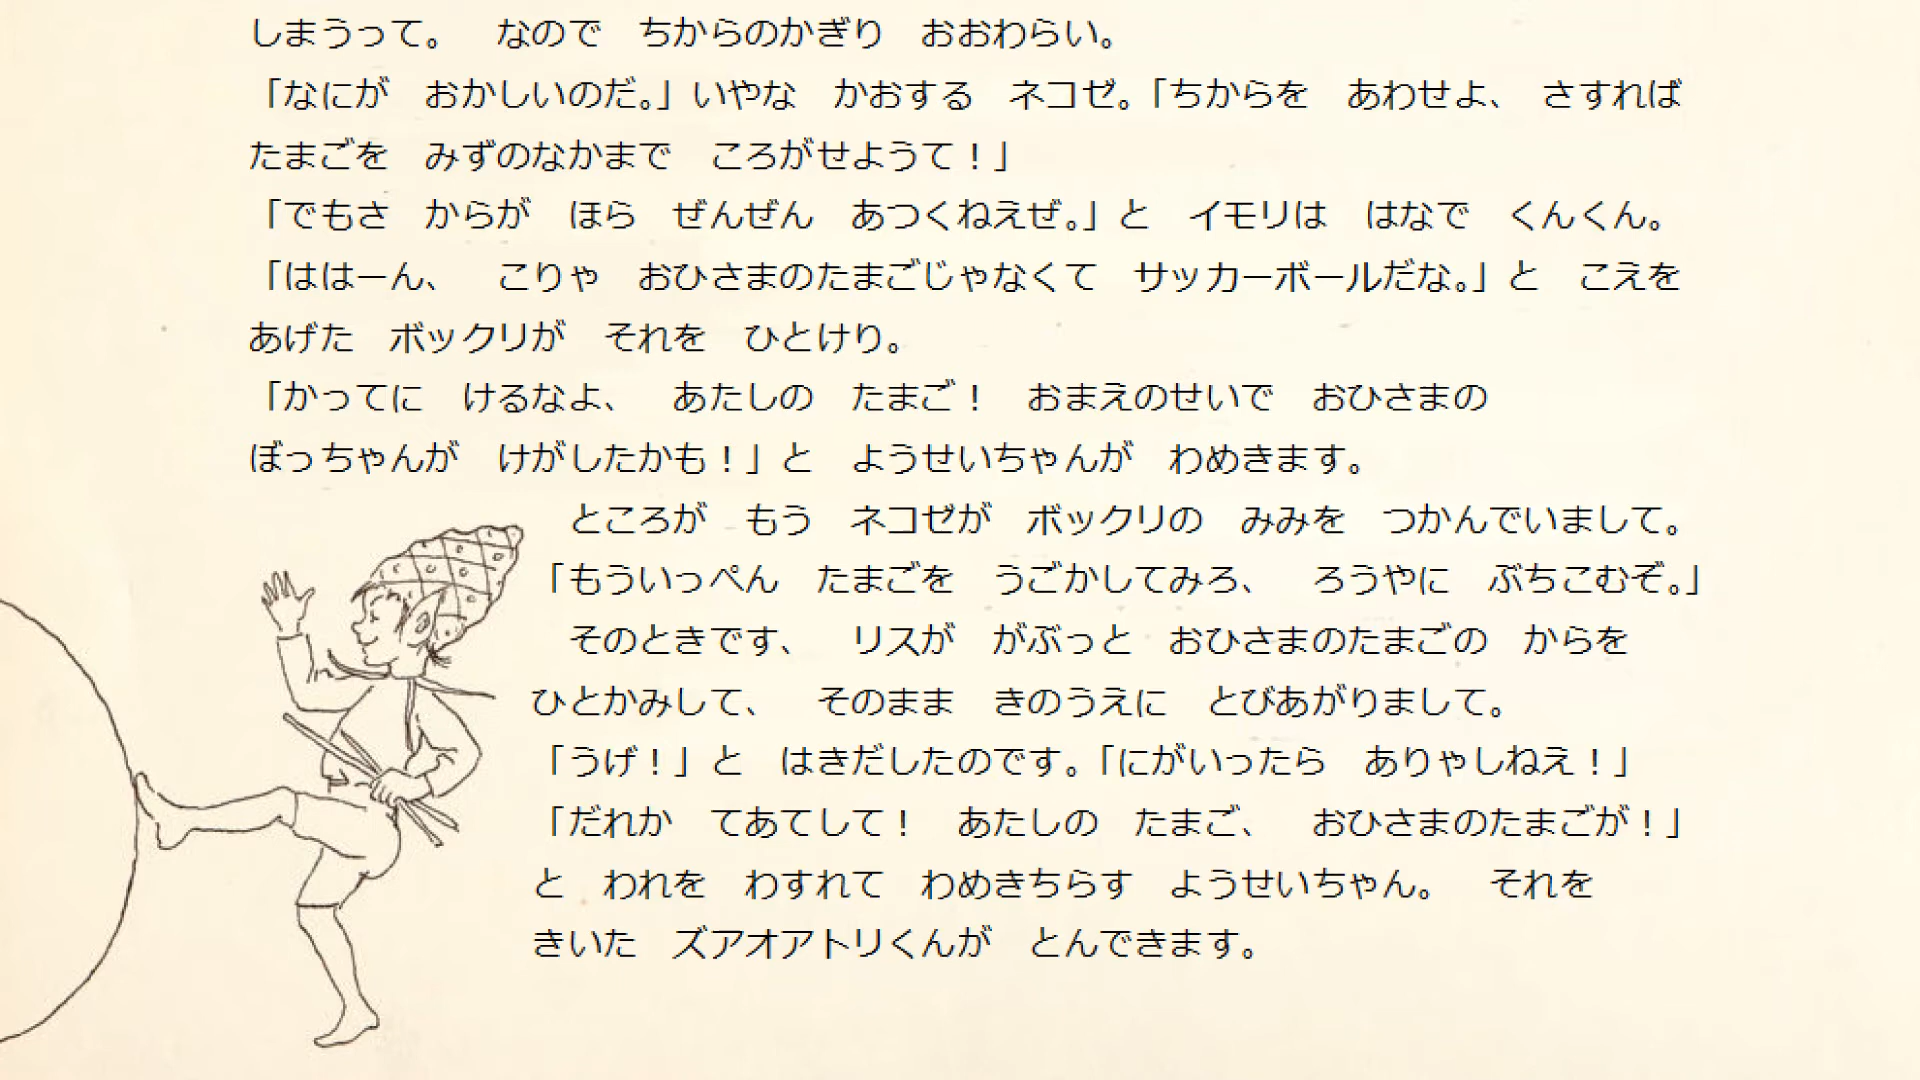 しまうって。　なので　ちからのかぎり　おおわらい。
「なにが　おかしいのだ。」いやな　かおする　ネコゼ。「ちからを　あわせよ、　さすれば
たまごを　みずのなかまで　ころがせようて！」
「でもさ　からが　ほら　ぜんぜん　あつくねえぜ。」と　イモリは　はなで　くんくん。
「ははーん、　こりゃ　おひさまのたまごじゃなくて　サッカーボールだな。」と　こえを
あげた　ボックリが　それを　ひとけり。
「かってに　けるなよ、　あたしの　たまご！　おまえのせいで　おひさまの
ぼっちゃんが　けがしたかも！」と　ようせいちゃんが　わめきます。
ところが　もう　ネコゼが　ボックリの　みみを　つかんでいまして。
「もういっぺん　たまごを　うごかしてみろ、　ろうやに　ぶちこむぞ。」
そのときです、　リスが　がぶっと　おひさまのたまごの　からを
ひとかみして、　そのまま　きのうえに　とびあがりまして。
「うげ！」と　はきだしたのです。「にがいったら　ありゃしねえ！」
「だれか　てあてして！　あたしの　たまご、　おひさまのたまごが！」
と　われを　わすれて　わめきちらす　ようせいちゃん。　それを
きいた　ズアオアトリくんが　とんできます。